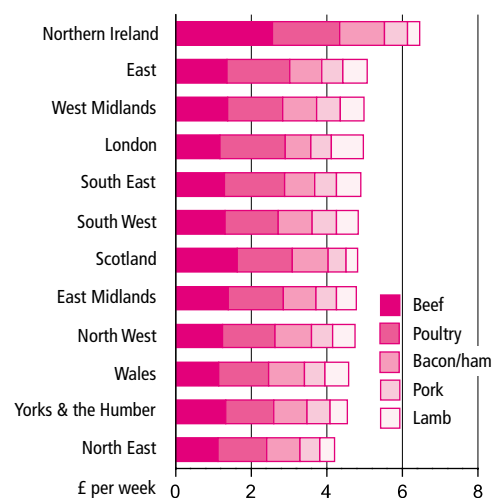 Northern Ireland
East
West Midlands
London
South East
South West
Scotland
East Midlands
North West
Wales
Yorks & the Humber
North East
Beef
Poultry
Bacon/ham
Pork
Lamb
£ per week 0 2 4 6 8